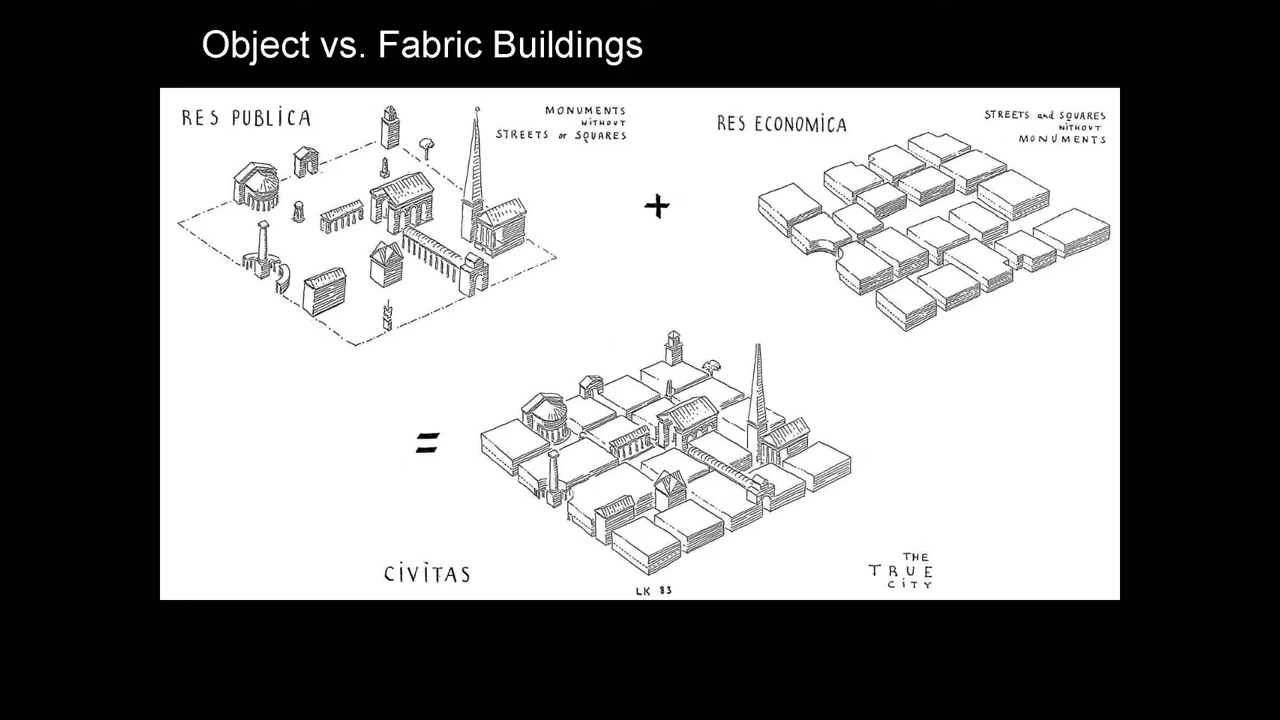 Object vs. Fabric Buildings
RES PUBLICA
MONUMENTS
WITHOUT
STREETS or SQUARES
+
RES ECONOMICA
STREETS and SQUARES
WITHOUT
MONUMENTS
=
CIVITAS
LK 83
THE
TRUE
CITY